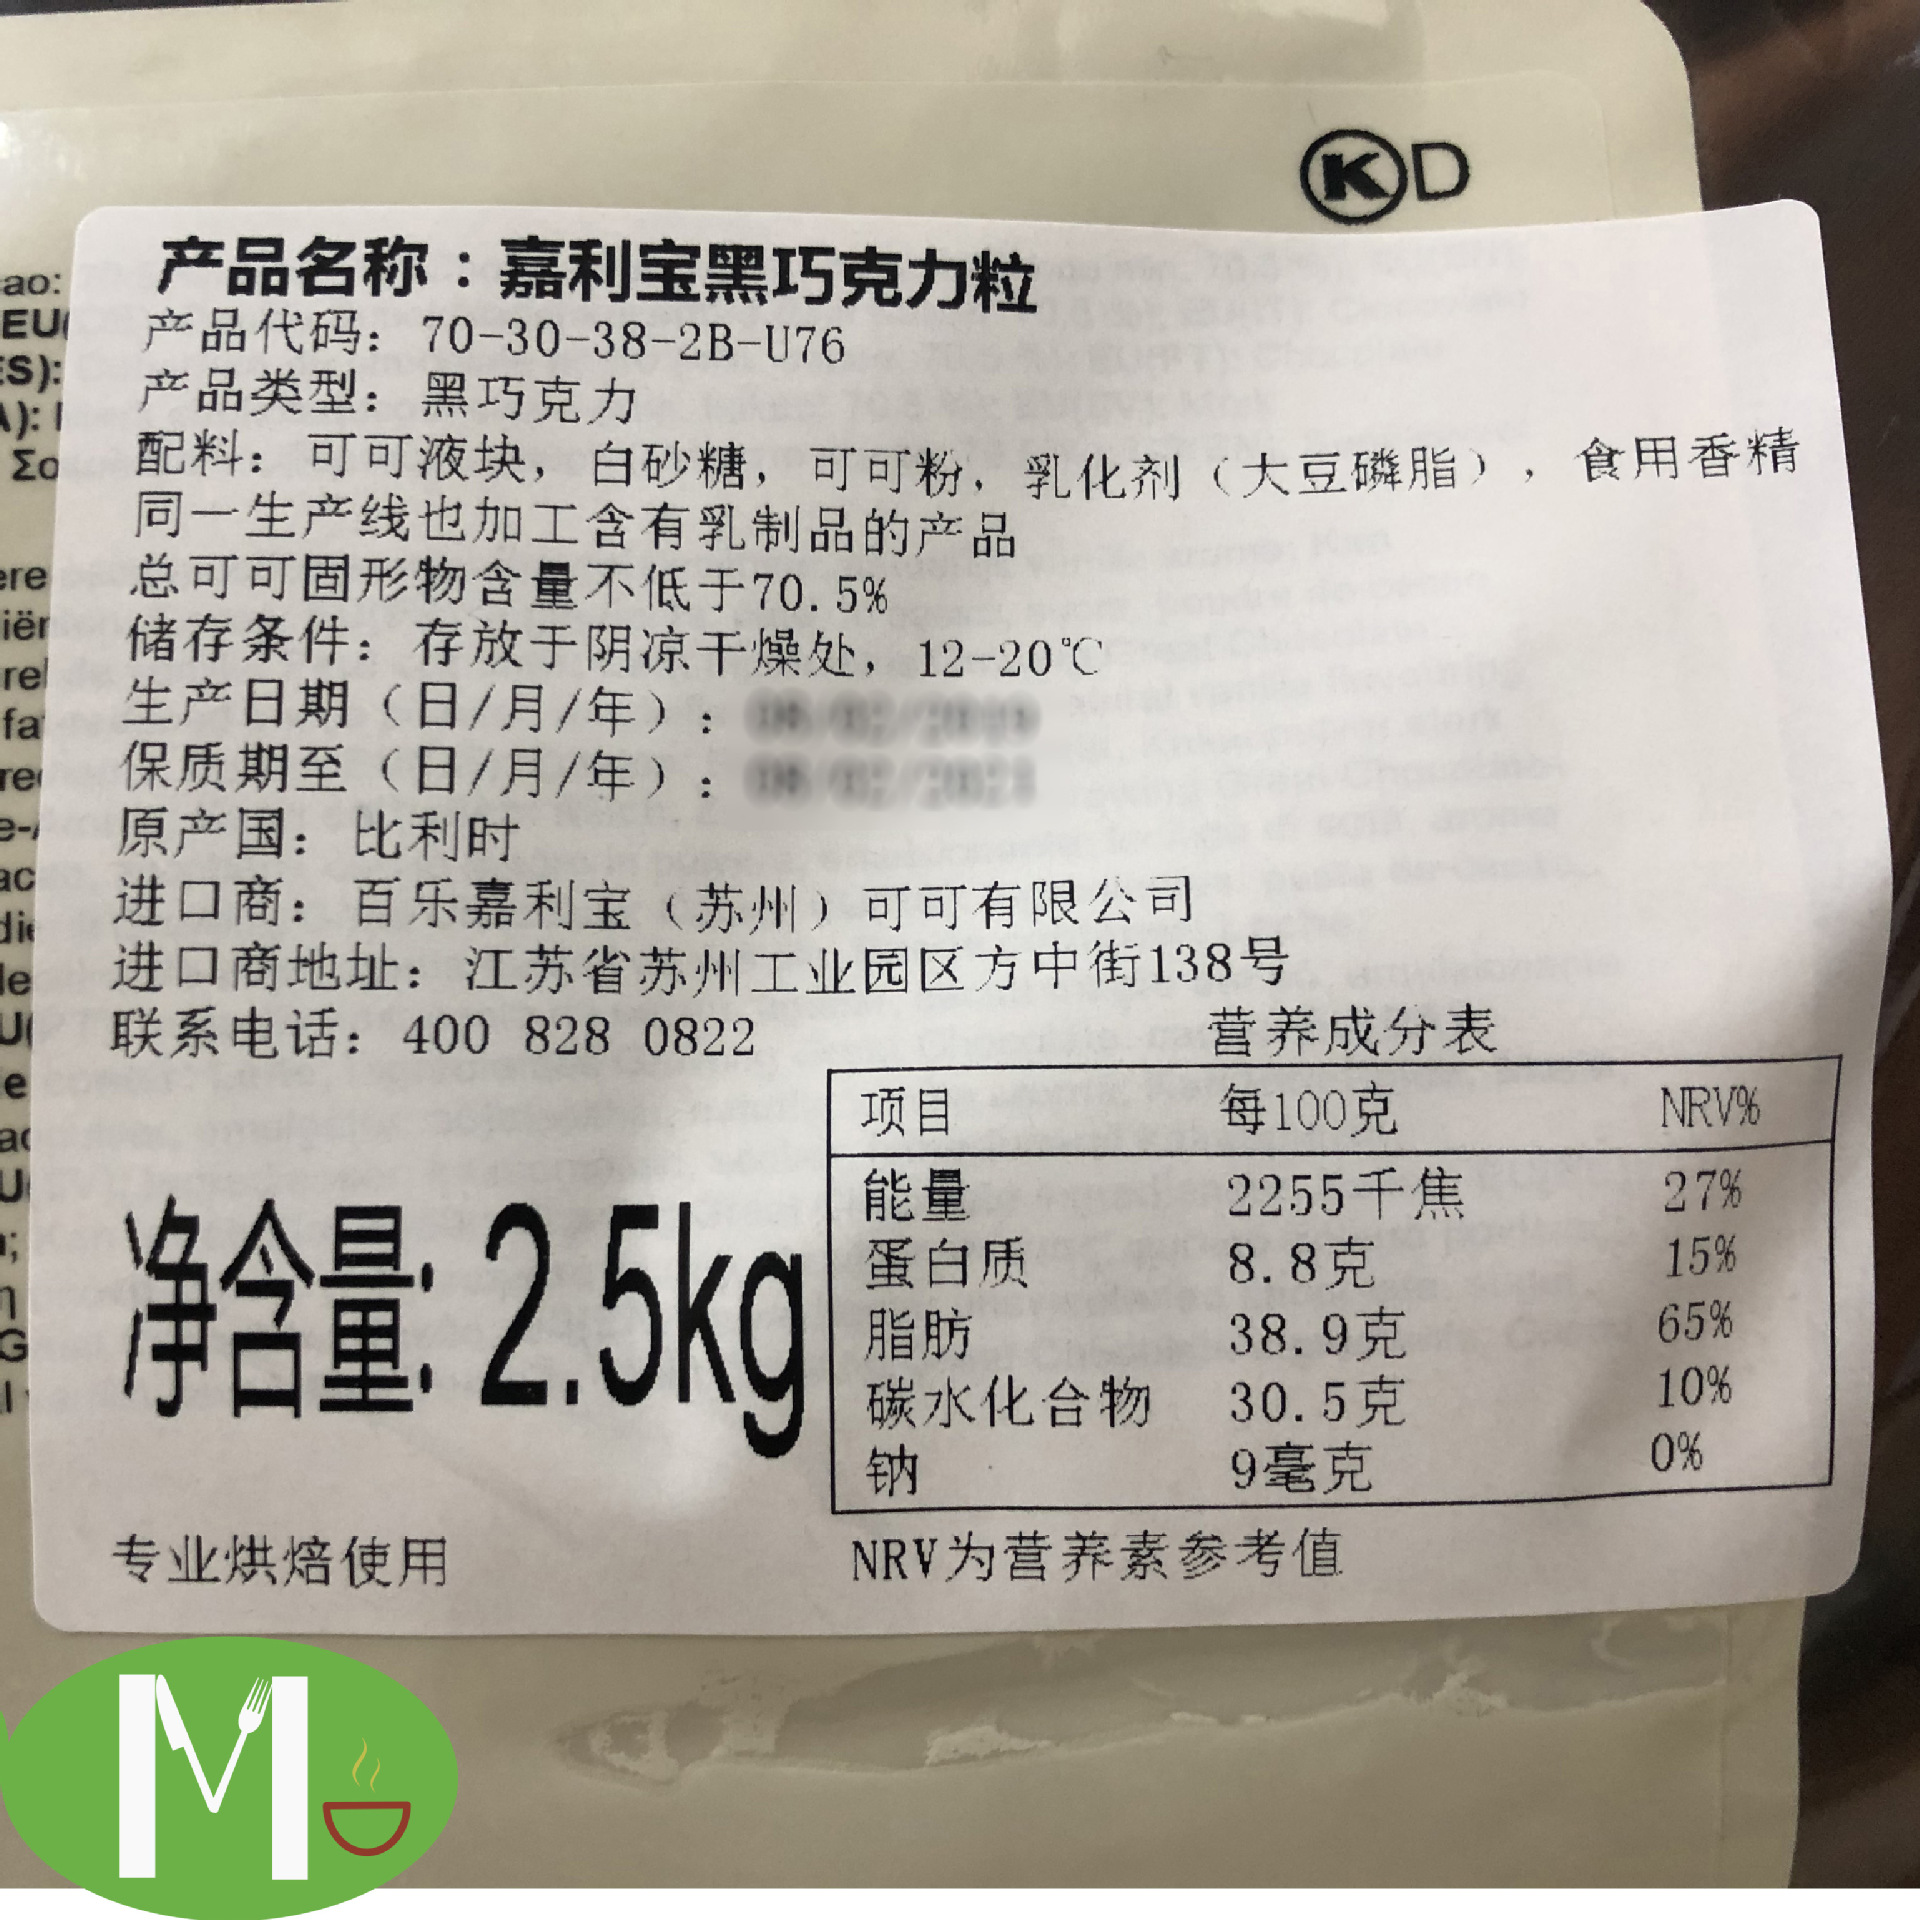 KD
产品名称：嘉利宝黑巧克力粒
产品代码：70-30-38-2B-U76
产品类型：黑巧克力
配料：可可液块，白砂糖，可可粉，乳化剂（大豆磷脂），食用香精
同一生产线也加工含有乳制品的产品
总可可固形物含量不低于70.5%
储存条件：存放于阴凉干燥处，12-20℃
生产日期（日/月/年）：
保质期至（日/月/年）：
原产国：比利时
进口商：百乐嘉利宝（苏州）可可有限公司
进口商地址：江苏省苏州工业园区方中街138号
联系电话：400 828 0822
营养成分表
项目 每100克 NRV%
能量 2255千焦 27%
蛋白质 8.8克 15%
脂肪 38.9克 65%
碳水化合物 30.5克 10%
钠 9毫克 0%
净含量: 2.5kg
专业烘焙使用
NRV为营养素参考值
M